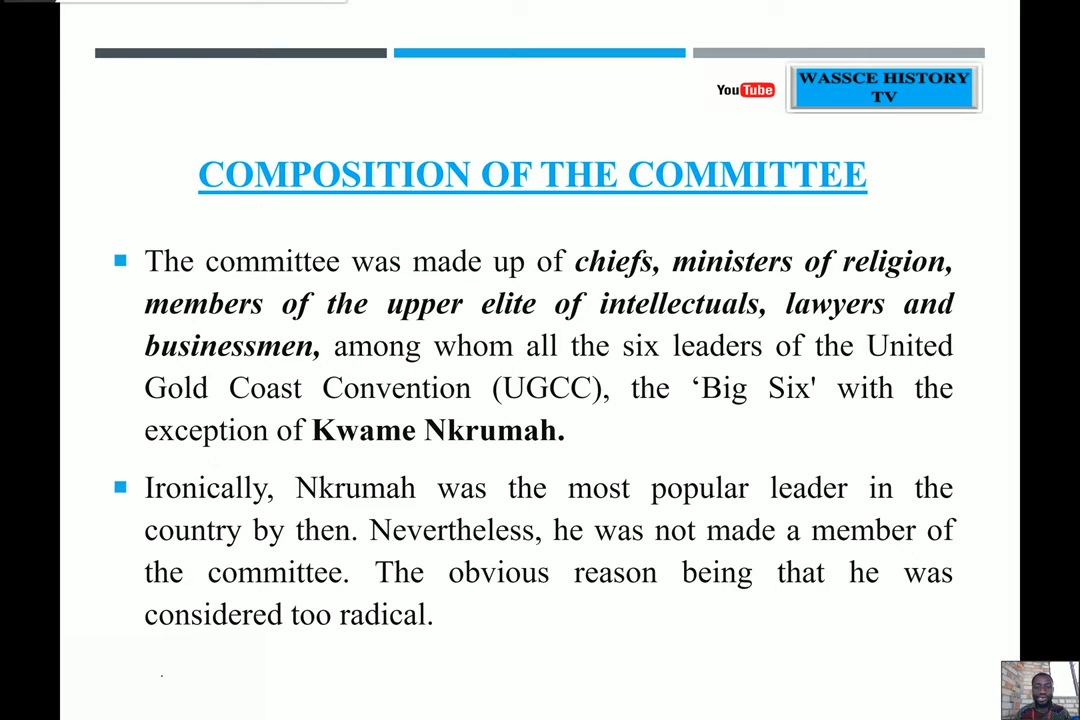 YouTube
WASSCE HISTORY
TV
COMPOSITION OF THE COMMITTEE
The committee was made up of chiefs, ministers of religion,
members of the upper elite of intellectuals, lawyers and
businessmen, among whom all the six leaders of the United
Gold Coast Convention (UGCC), the ‘Big Six' with the
exception of Kwame Nkrumah.
Ironically, Nkrumah was the most popular leader in the
country by then. Nevertheless, he was not made a member of
the committee. The obvious reason being that he was
considered too radical.